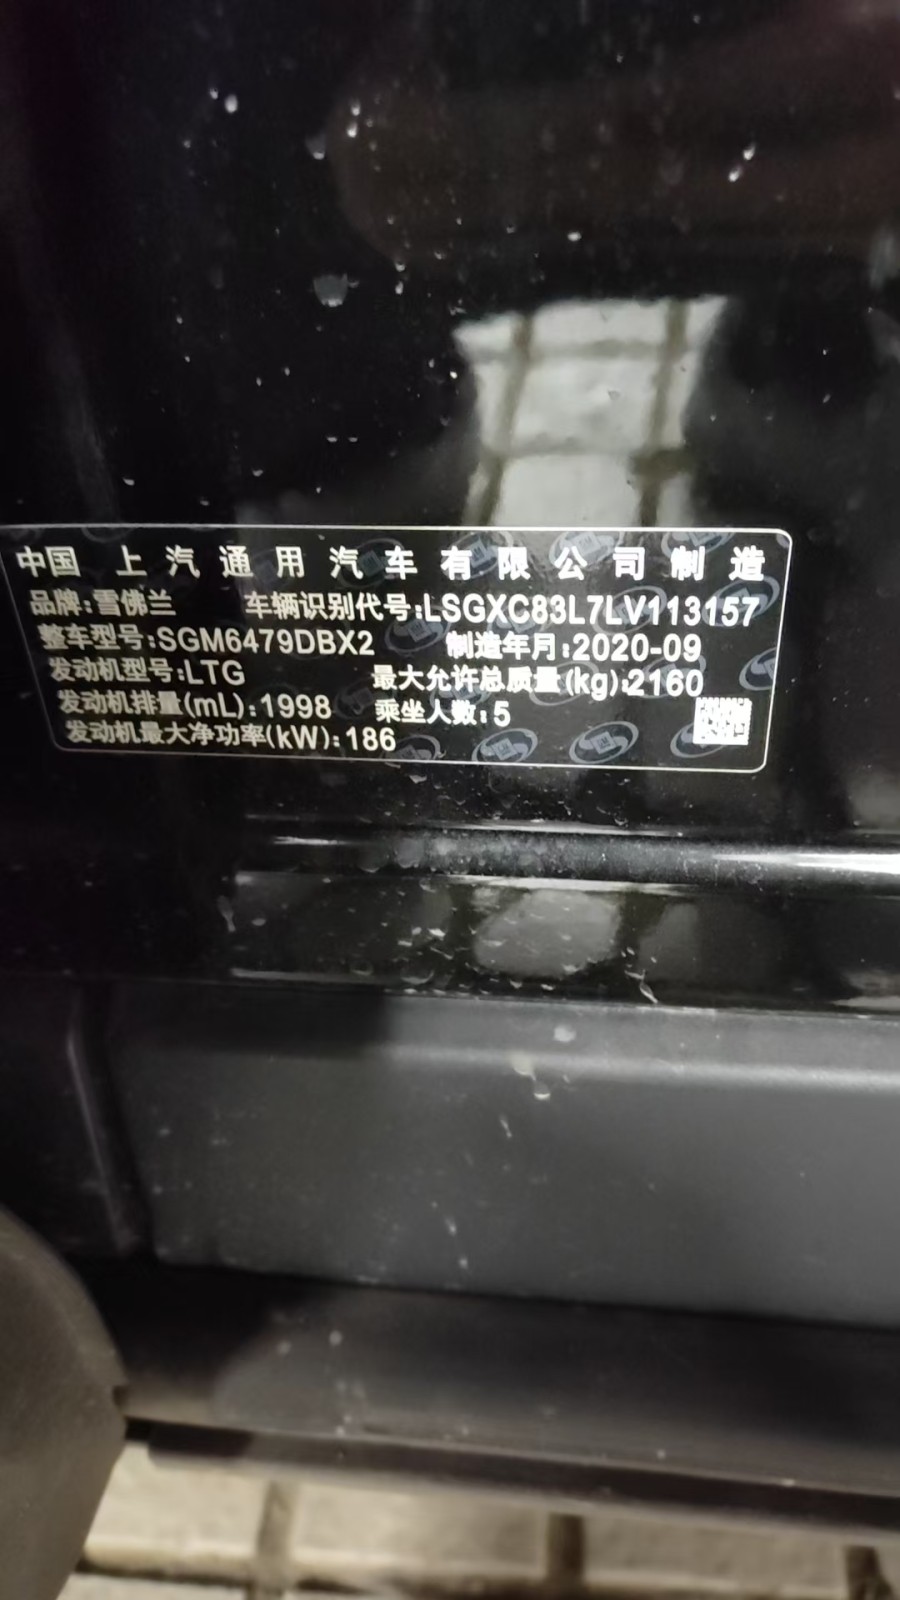 中国 上汽通用汽车有限公司制造
品牌:雪佛兰 车辆识别代号:LSGXC83L7LV113157
整车型号:SGM6479DBX2 制造年月:2020-09
发动机型号:LTG 最大允许总质量(kg):2160
发动机排量(mL):1998 乘坐人数:5
发动机最大净功率(kW):186